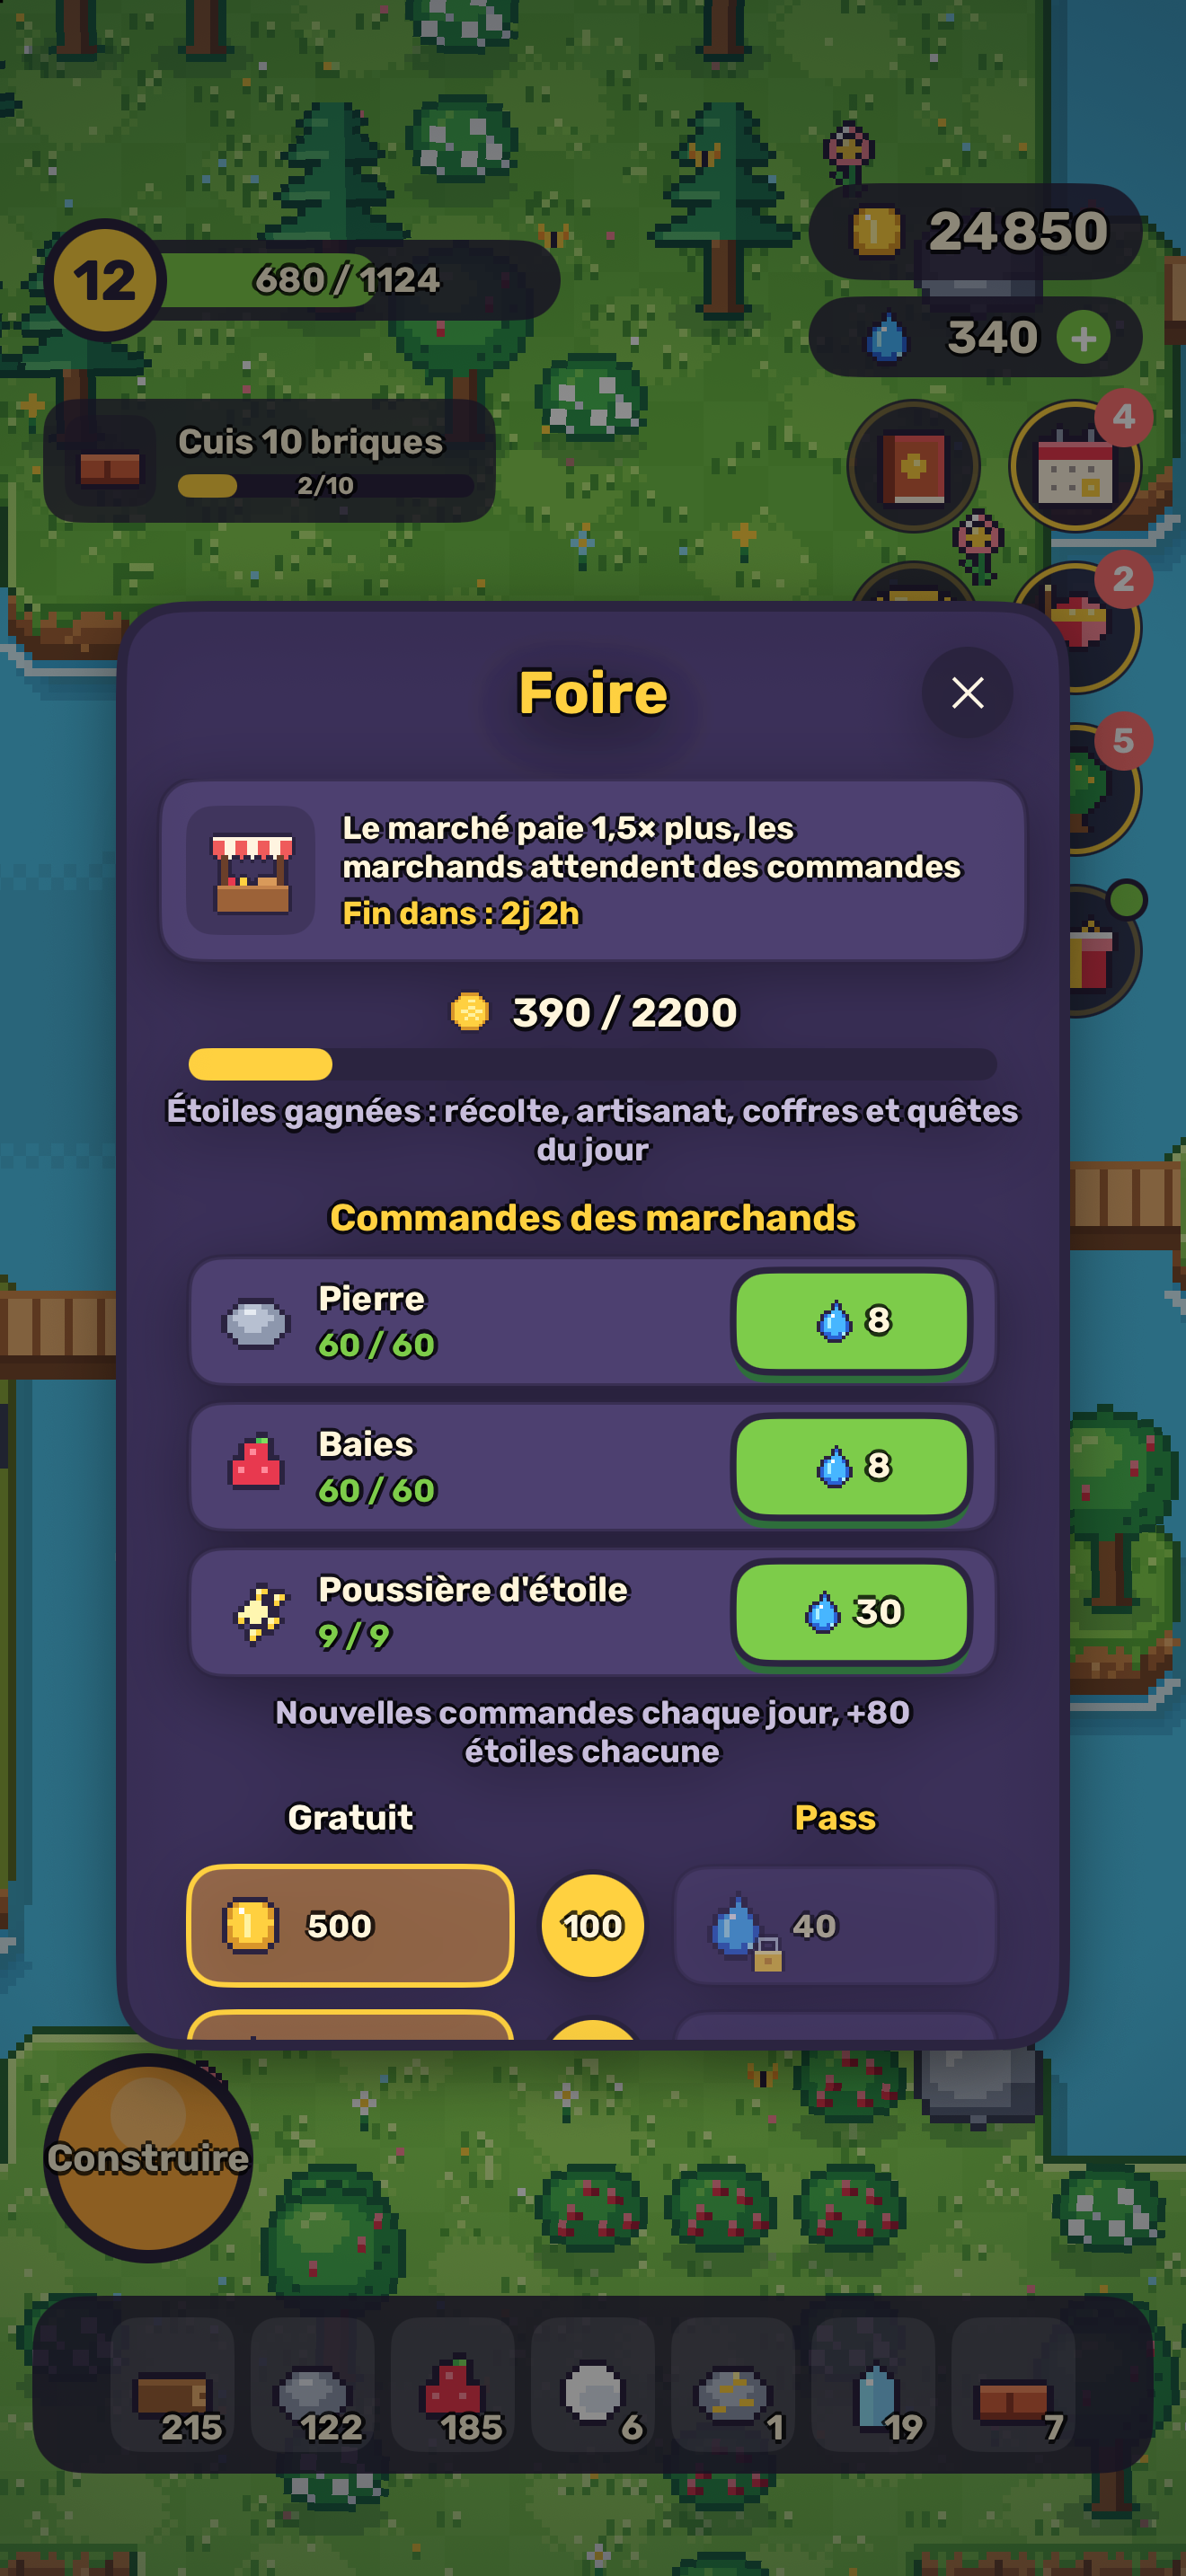 12
680 / 1124
24850
340
+
Cuis 10 briques
2/10
4
2
5
Foire
Le marché paie 1,5× plus, les
marchands attendent des commandes
Fin dans : 2j 2h
390 / 2200
Étoiles gagnées : récolte, artisanat, coffres et quêtes
du jour
Commandes des marchands
Pierre
60 / 60
8
Baies
60 / 60
8
Poussière d'étoile
9 / 9
30
Nouvelles commandes chaque jour, +80
étoiles chacune
Gratuit
Pass
500
100
40
Construire
215
122
185
6
1
19
7